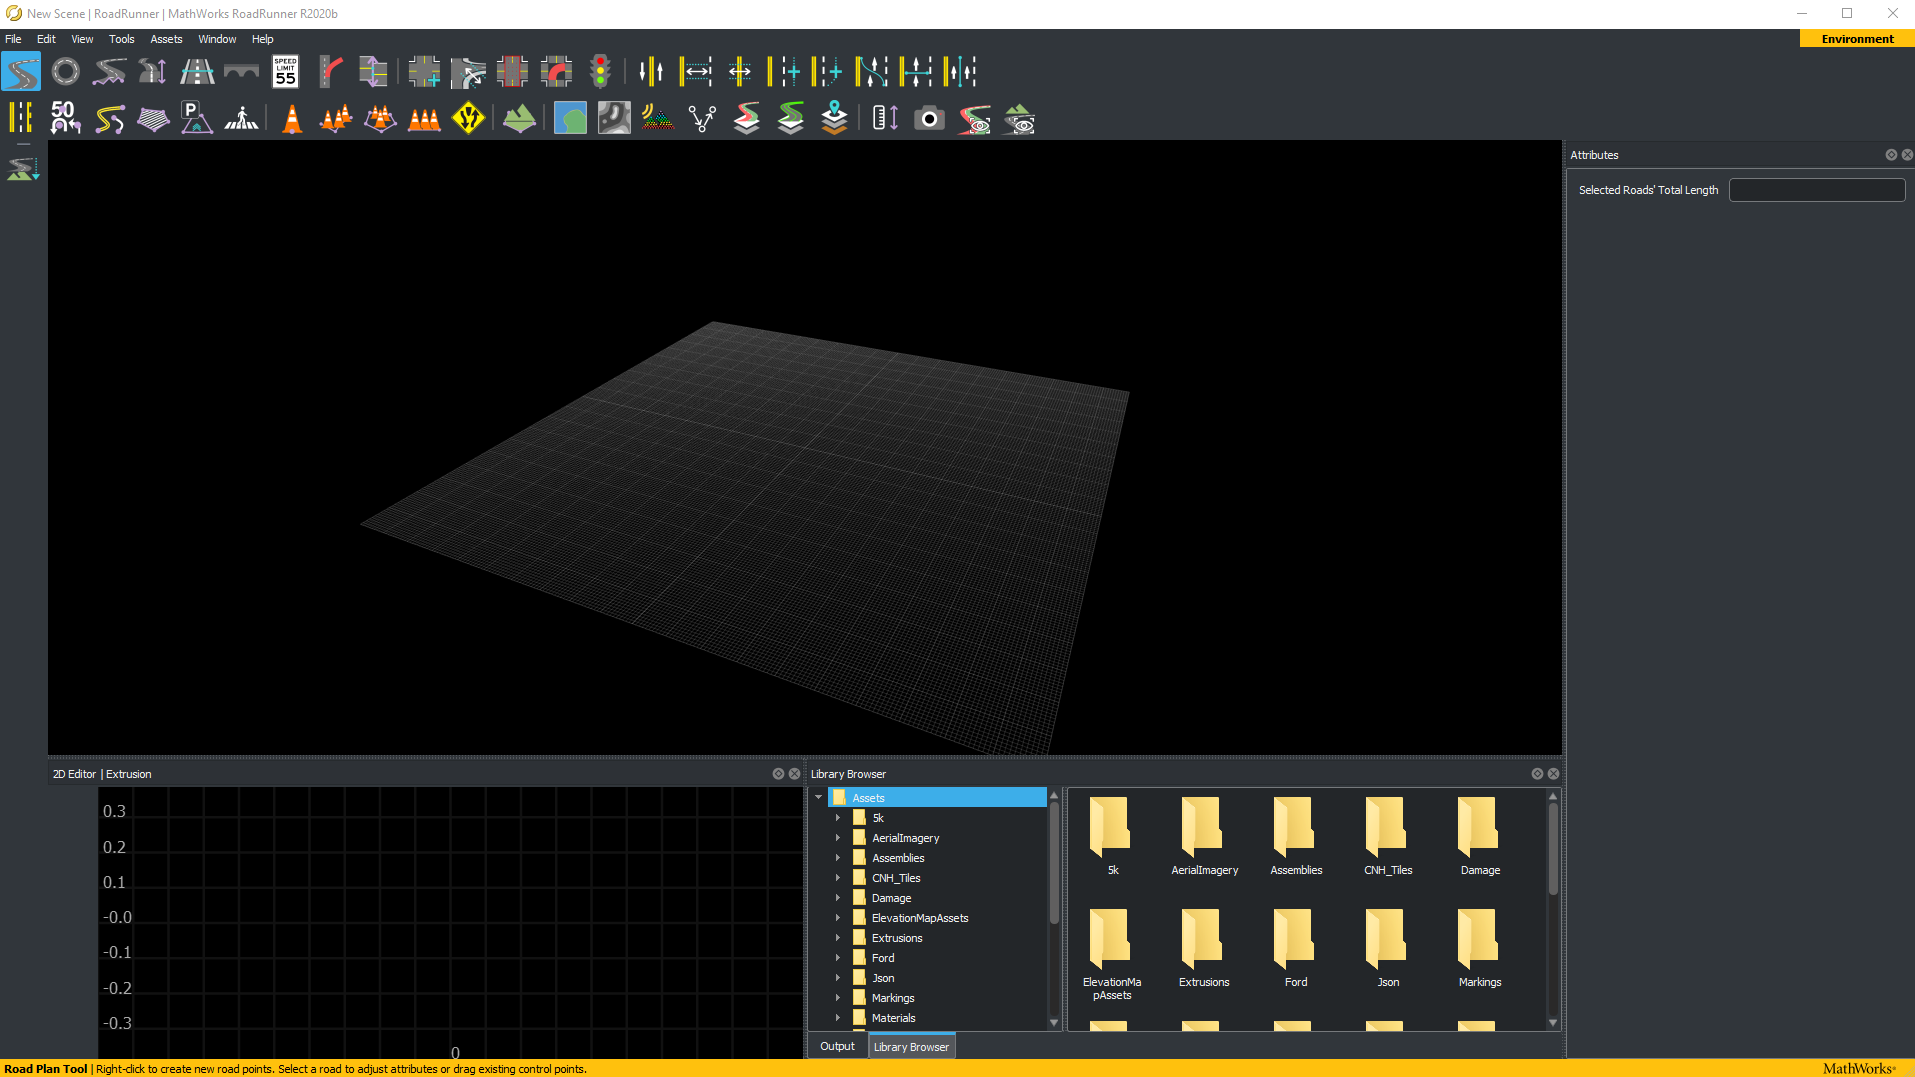 New Scene | RoadRunner | MathWorks RoadRunner R2020b
File Edit View Tools Assets Window Help
Environment
SPEED LIMIT 55
50
P
Attributes
Selected Roads' Total Length
2D Editor | Extrusion
0.3
0.2
0.1
-0.0
-0.1
-0.2
-0.3
0
Library Browser
Assets
5k
AerialImagery
Assemblies
CNH_Tiles
Damage
ElevationMapAssets
Extrusions
Ford
Json
Markings
Materials
5k AerialImagery Assemblies CNH_Tiles Damage
ElevationMa
pAssets Extrusions Ford Json Markings
Output Library Browser
Road Plan Tool | Right-click to create new road points. Select a road to adjust attributes or drag existing control points.
MathWorks®